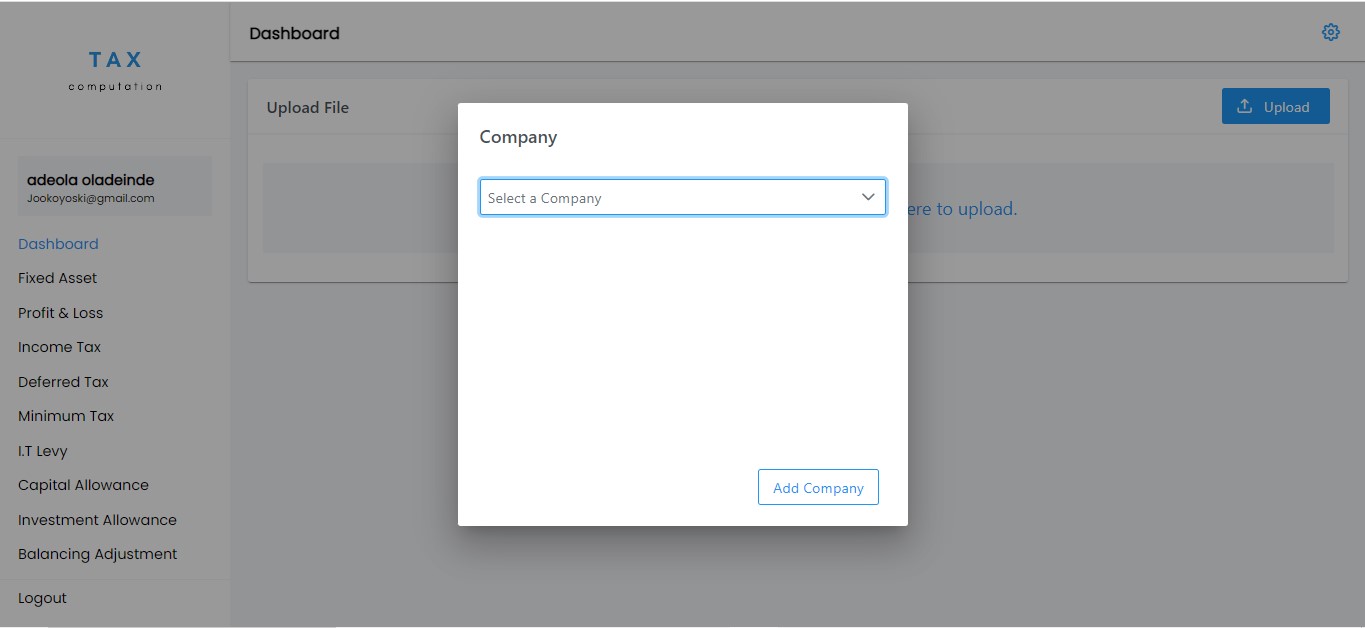 TAX
computation
adeola oladeinde
Jookoyoski@gmail.com
Dashboard
Fixed Asset
Profit & Loss
Income Tax
Deferred Tax
Minimum Tax
I.T Levy
Capital Allowance
Investment Allowance
Balancing Adjustment
Logout
Dashboard
Upload File
Upload
to upload.
Company
Select a Company
Add Company